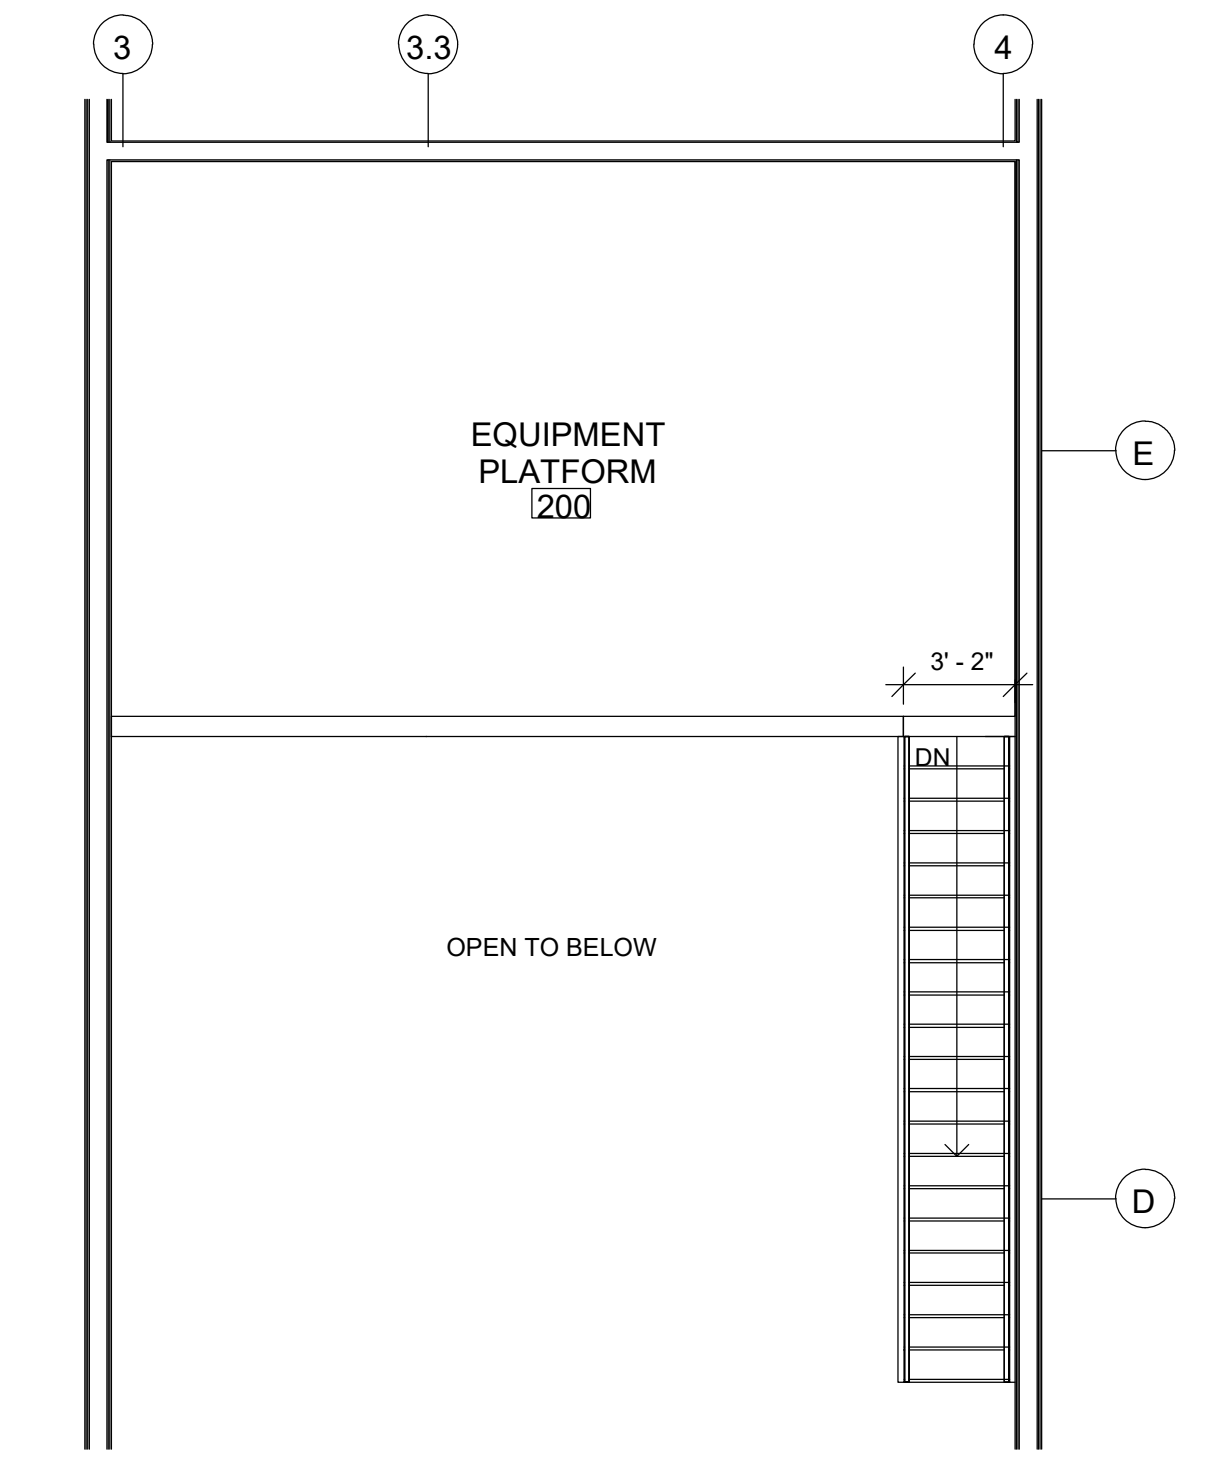 3
3.3
4
EQUIPMENT
PLATFORM
200
E
3' - 2"
DN
OPEN TO BELOW
D